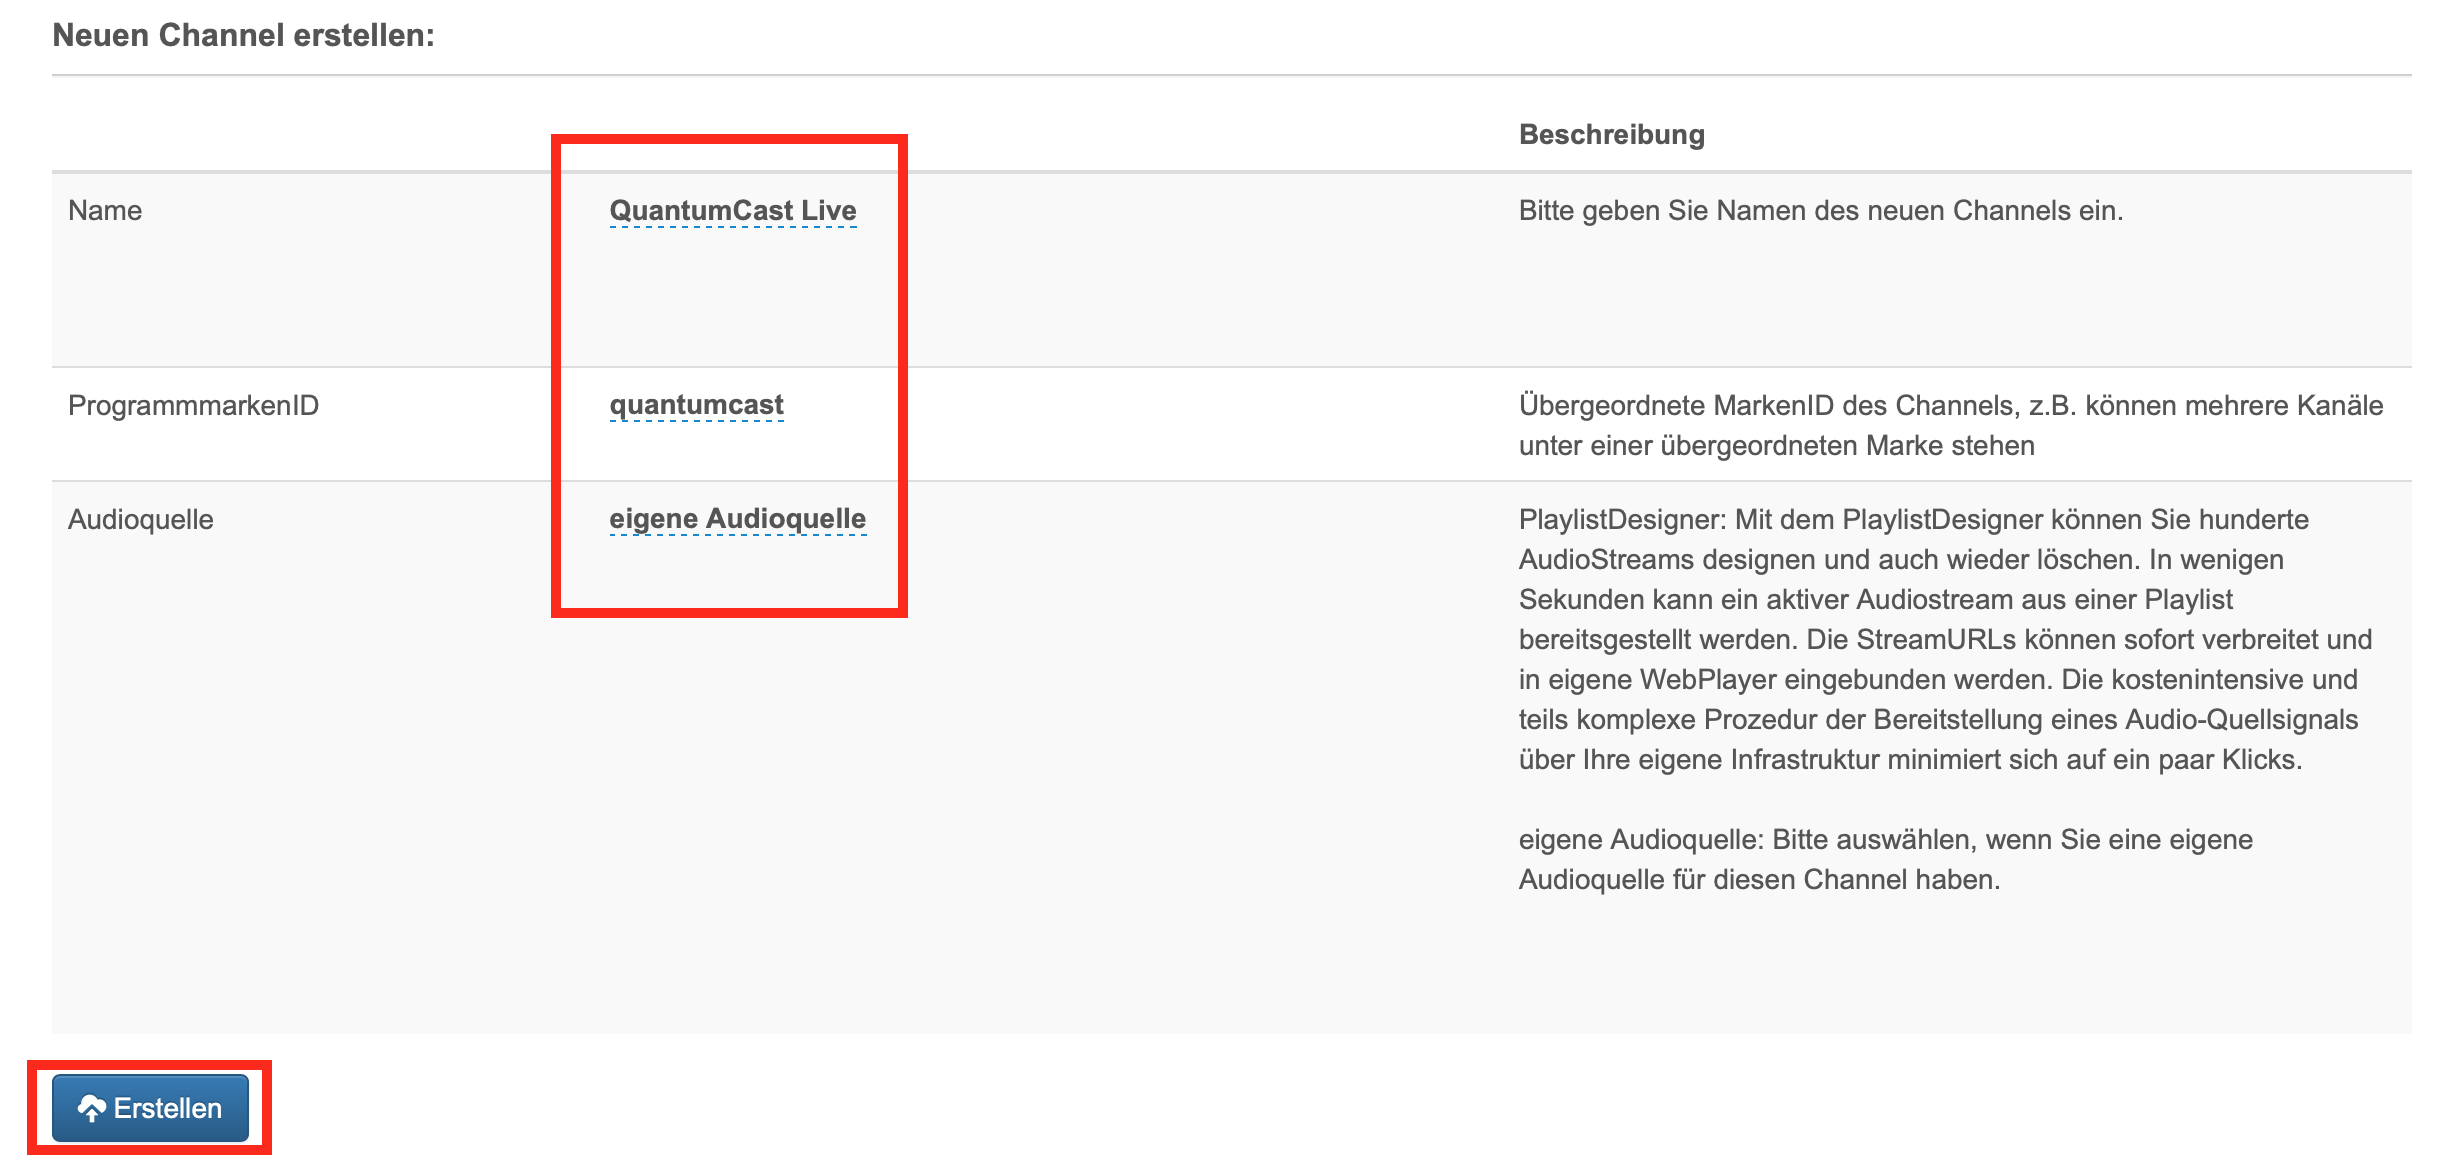 Neuen Channel erstellen:
Beschreibung
Name
QuantumCast Live
Bitte geben Sie Namen des neuen Channels ein.
ProgrammmarkenID
quantumcast
Übergeordnete MarkenID des Channels, z.B. können mehrere Kanäle
unter einer übergeordneten Marke stehen
Audioquelle
eigene Audioquelle
PlaylistDesigner: Mit dem PlaylistDesigner können Sie hunderte
AudioStreams designen und auch wieder löschen. In wenigen
Sekunden kann ein aktiver Audiostream aus einer Playlist
bereitsgestellt werden. Die StreamURLs können sofort verbreitet und
in eigene WebPlayer eingebunden werden. Die kostenintensive und
teils komplexe Prozedur der Bereitstellung eines Audio-Quellsignals
über Ihre eigene Infrastruktur minimiert sich auf ein paar Klicks.
eigene Audioquelle: Bitte auswählen, wenn Sie eine eigene
Audioquelle für diesen Channel haben.
Erstellen